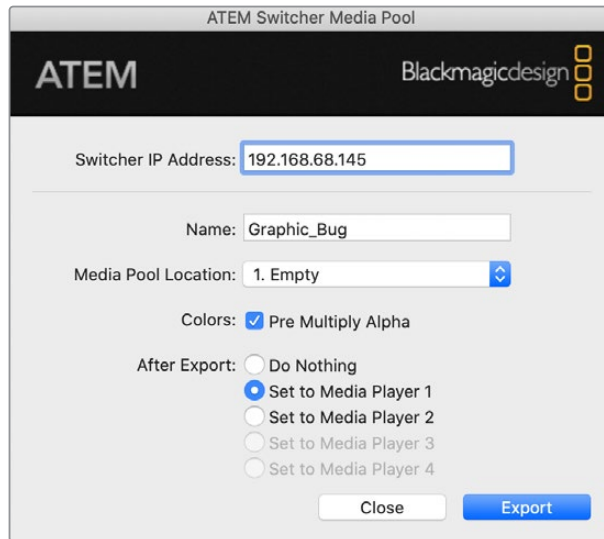 ATEM Switcher Media Pool
ATEM Blackmagicdesign
Switcher IP Address: 192.168.68.145
Name: Graphic_Bug
Media Pool Location: 1. Empty
Colors: Pre Multiply Alpha
After Export: Do Nothing
Set to Media Player 1
Set to Media Player 2
Set to Media Player 3
Set to Media Player 4
Close Export